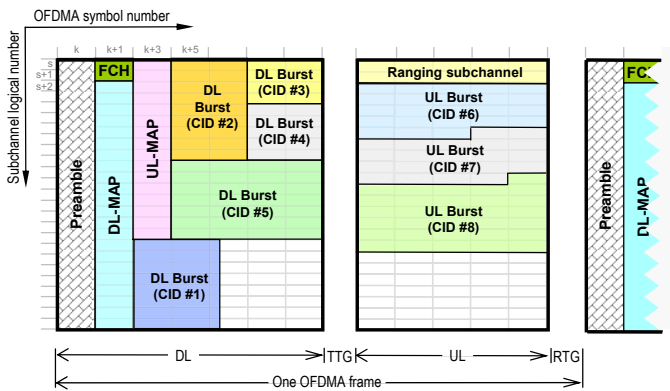 OFDMA symbol number
Subchannel logical number
k
k+1
k+3
k+5
s
s+1
s+2
Preamble
FCH
DL-MAP
UL-MAP
DL
Burst
(CID #2)
DL Burst
(CID #3)
DL Burst
(CID #4)
DL Burst
(CID #5)
DL Burst
(CID #1)
Ranging subchannel
UL Burst
(CID #6)
UL Burst
(CID #7)
UL Burst
(CID #8)
Preamble
DL-MAP
DL
TTG
UL
RTG
One OFDMA frame